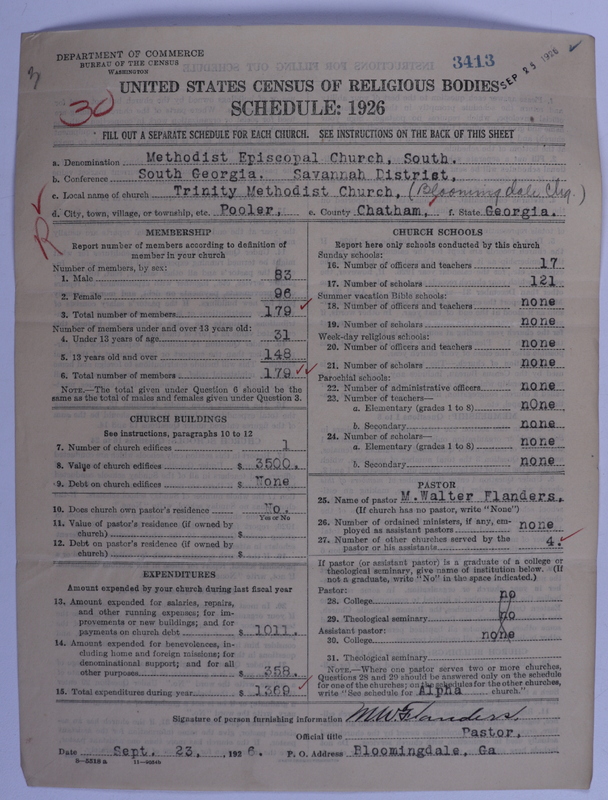 DEPARTMENT OF COMMERCE
BUREAU OF THE CENSUS
WASHINGTON
3413
SEP 25 1926
30
UNITED STATES CENSUS OF RELIGIOUS BODIES
SCHEDULE: 1926
FILL OUT A SEPARATE SCHEDULE FOR EACH CHURCH. SEE INSTRUCTIONS ON THE BACK OF THIS SHEET
a. Denomination Methodist Episcopal Church, South.
b. Conference South Georgia. Savannah District,
c. Local name of church Trinity Methodist Church, (Bloomingdale Chg.)
d. City, town, village, or township, etc. Pooler, e. County Chatham, f. State Georgia.
R
MEMBERSHIP
Report number of members according to definition of
member in your church
Number of members, by sex:
1. Male 83
2. Female 96
3. Total number of members 179
Number of members under and over 13 years old:
4. Under 13 years of age 31
5. 13 years old and over 148
6. Total number of members 179
NOTE.—The total given under Question 6 should be the
same as the total of males and females given under Question 3.
CHURCH BUILDINGS
See instructions, paragraphs 10 to 12
7. Number of church edifices 1
8. Value of church edifices $ 3500.
9. Debt on church edifices $ None
10. Does church own pastor's residence No.
Yes or No
11. Value of pastor's residence (if owned by
church) $
12. Debt on pastor's residence (if owned by
church) $
EXPENDITURES
Amount expended by your church during last fiscal year
13. Amount expended for salaries, repairs,
and other running expenses; for im-
provements or new buildings; and for
payments on church debt $ 1011.
14. Amount expended for benevolences, in-
cluding home and foreign missions; for
denominational support; and for all
other purposes $ 358.
15. Total expenditures during year $ 1369
CHURCH SCHOOLS
Report here only schools conducted by this church
Sunday schools:
16. Number of officers and teachers 17
17. Number of scholars 121
Summer vacation Bible schools:
18. Number of officers and teachers none
19. Number of scholars none
Week-day religious schools:
20. Number of officers and teachers none
21. Number of scholars none
Parochial schools:
22. Number of administrative officers none
23. Number of teachers—
a. Elementary (grades 1 to 8) nOne
b. Secondary none
24. Number of scholars—
a. Elementary (grades 1 to 8) none
b. Secondary none
PASTOR
25. Name of pastor M.Walter Flanders,
(If church has no pastor, write "None")
26. Number of ordained ministers, if any, em-
ployed as assistant pastors none
27. Number of other churches served by the
pastor or his assistants 4.
If pastor (or assistant pastor) is a graduate of a college or
theological seminary, give name of institution below. (If
not a graduate, write "No" in the space indicated.)
Pastor:
28. College no
29. Theological seminary no
Assistant pastor:
30. College none
31. Theological seminary
NOTE.—Where one pastor serves two or more churches,
Questions 28 and 29 should be answered only on the schedule
for one of the churches; on the schedules for the other churches,
write "See schedule for Alpha church."
Signature of person furnishing information MW Flanders.
Official title Pastor,
Date Sept. 23, 1926. P. O. Address Bloomingdale, Ga
8—5318 a 11—9054b